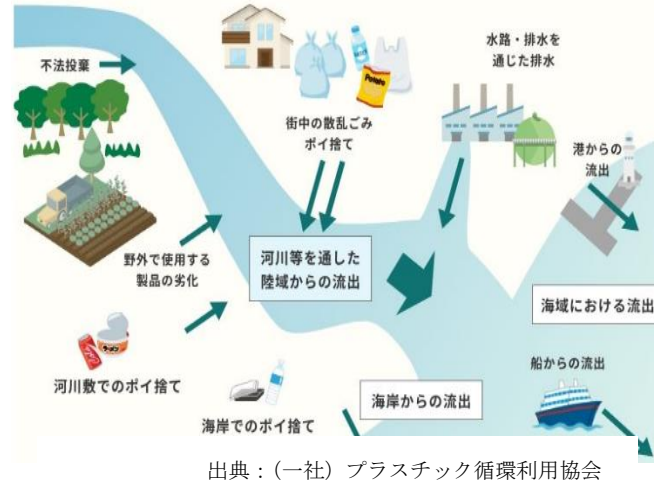 不法投棄
街中の散乱ごみ
ポイ捨て
水路・排水を
通じた排水
港からの
流出
野外で使用する
製品の劣化
河川等を通した
陸域からの流出
海域における流出
河川敷でのポイ捨て
海岸でのポイ捨て
海岸からの流出
船からの流出
Potato
ラーメン
出典:(一社)プラスチック循環利用協会